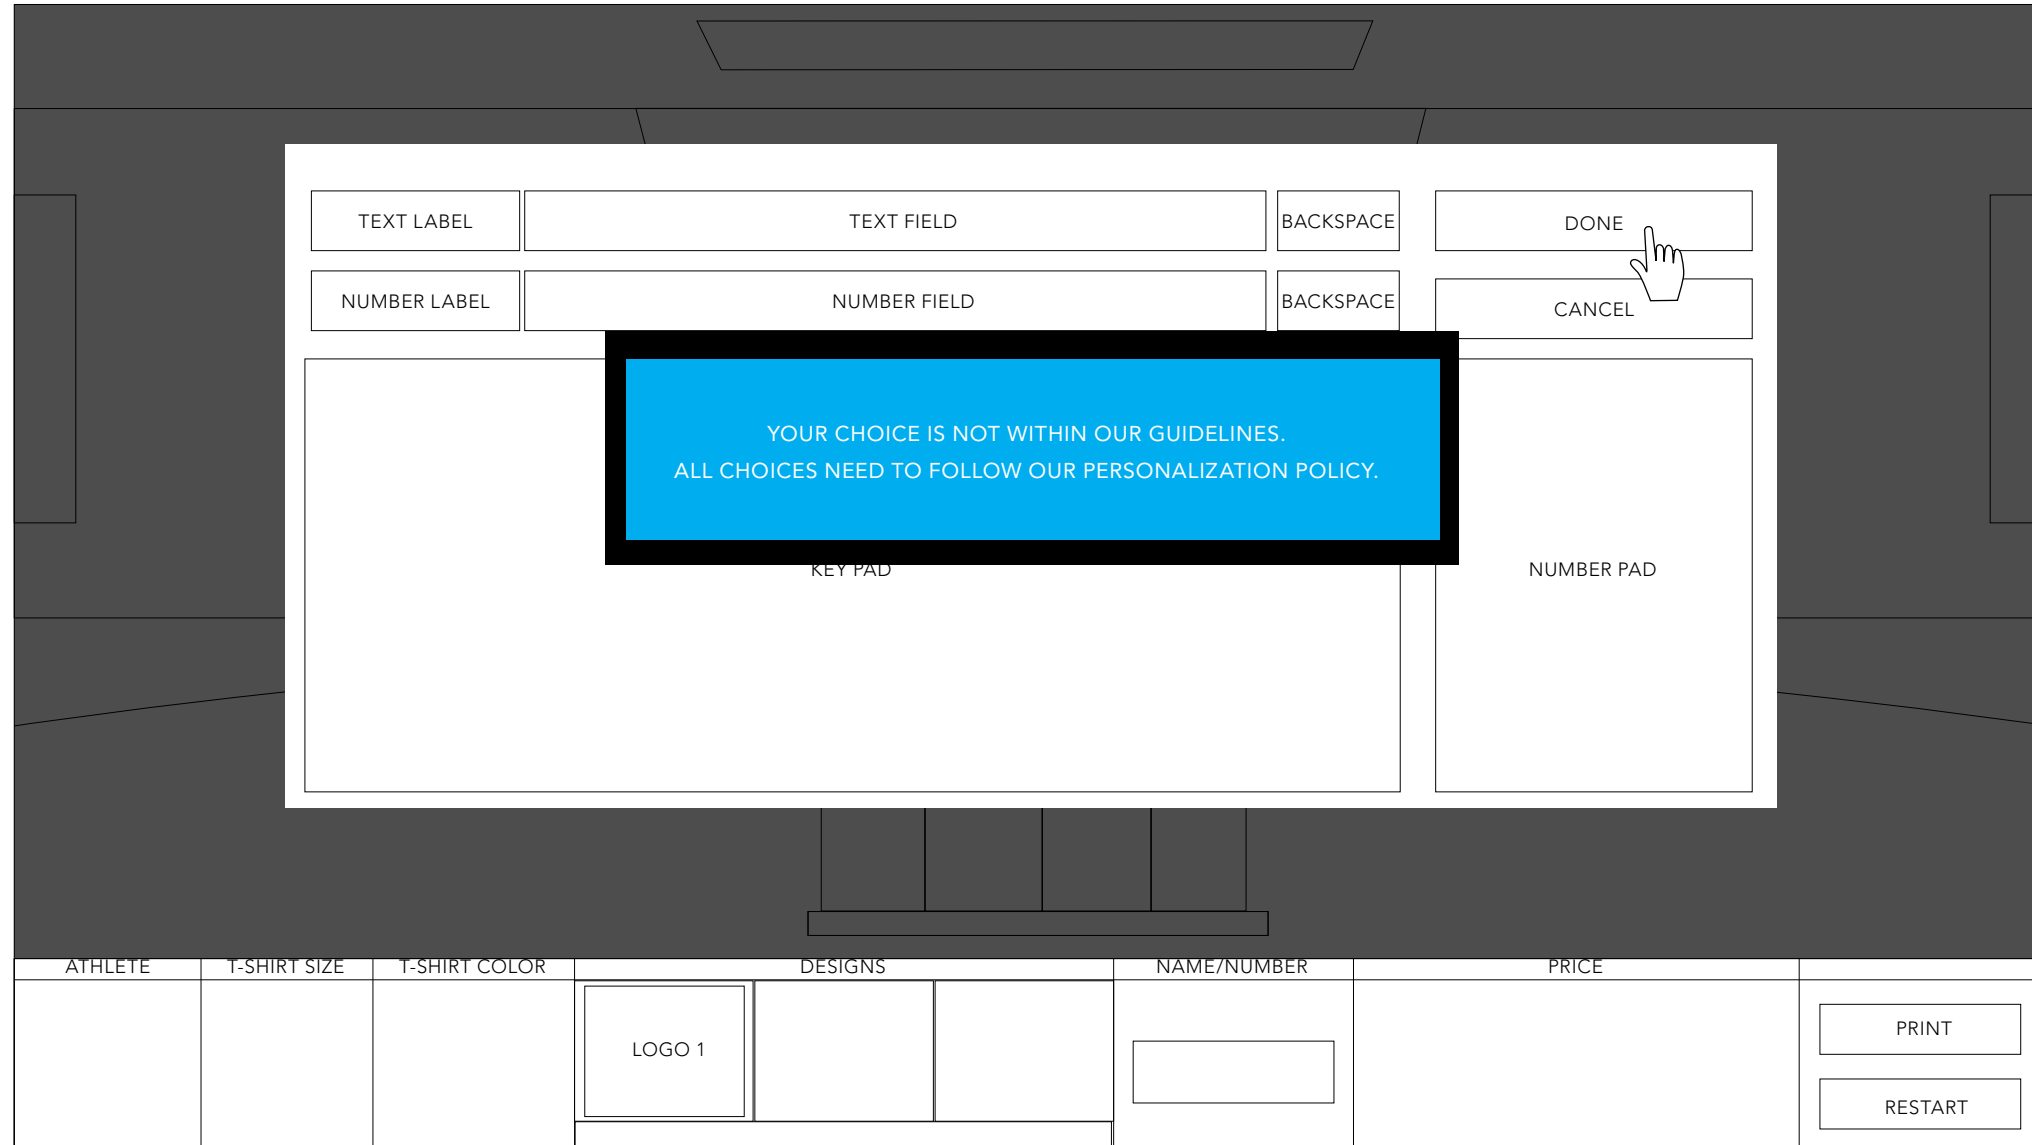 TEXT LABEL
TEXT FIELD
BACKSPACE
DONE
NUMBER LABEL
NUMBER FIELD
BACKSPACE
CANCEL
YOUR CHOICE IS NOT WITHIN OUR GUIDELINES.
ALL CHOICES NEED TO FOLLOW OUR PERSONALIZATION POLICY.
KEY PAD
NUMBER PAD
ATHLETE
T-SHIRT SIZE
T-SHIRT COLOR
DESIGNS
NAME/NUMBER
PRICE
LOGO 1
PRINT
RESTART